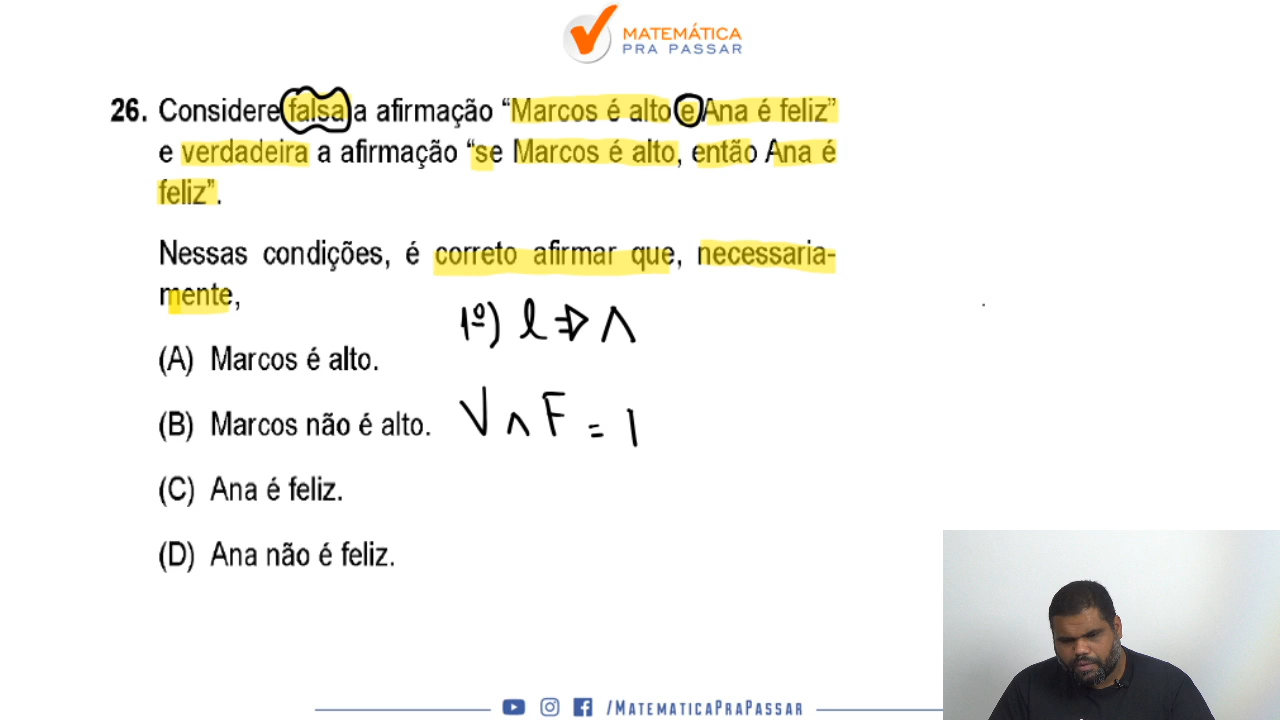 MATEMÁTICA
PRA PASSAR
26. Considere falsa a afirmação “Marcos é alto e Ana é feliz”
e verdadeira a afirmação “se Marcos é alto, então Ana é
feliz”.
Nessas condições, é correto afirmar que, necessaria-
mente,
1º) l ⇒ ∧
(A) Marcos é alto.
(B) Marcos não é alto.
V ∧ F = |
(C) Ana é feliz.
(D) Ana não é feliz.
/MATEMATICAPRAPASSAR